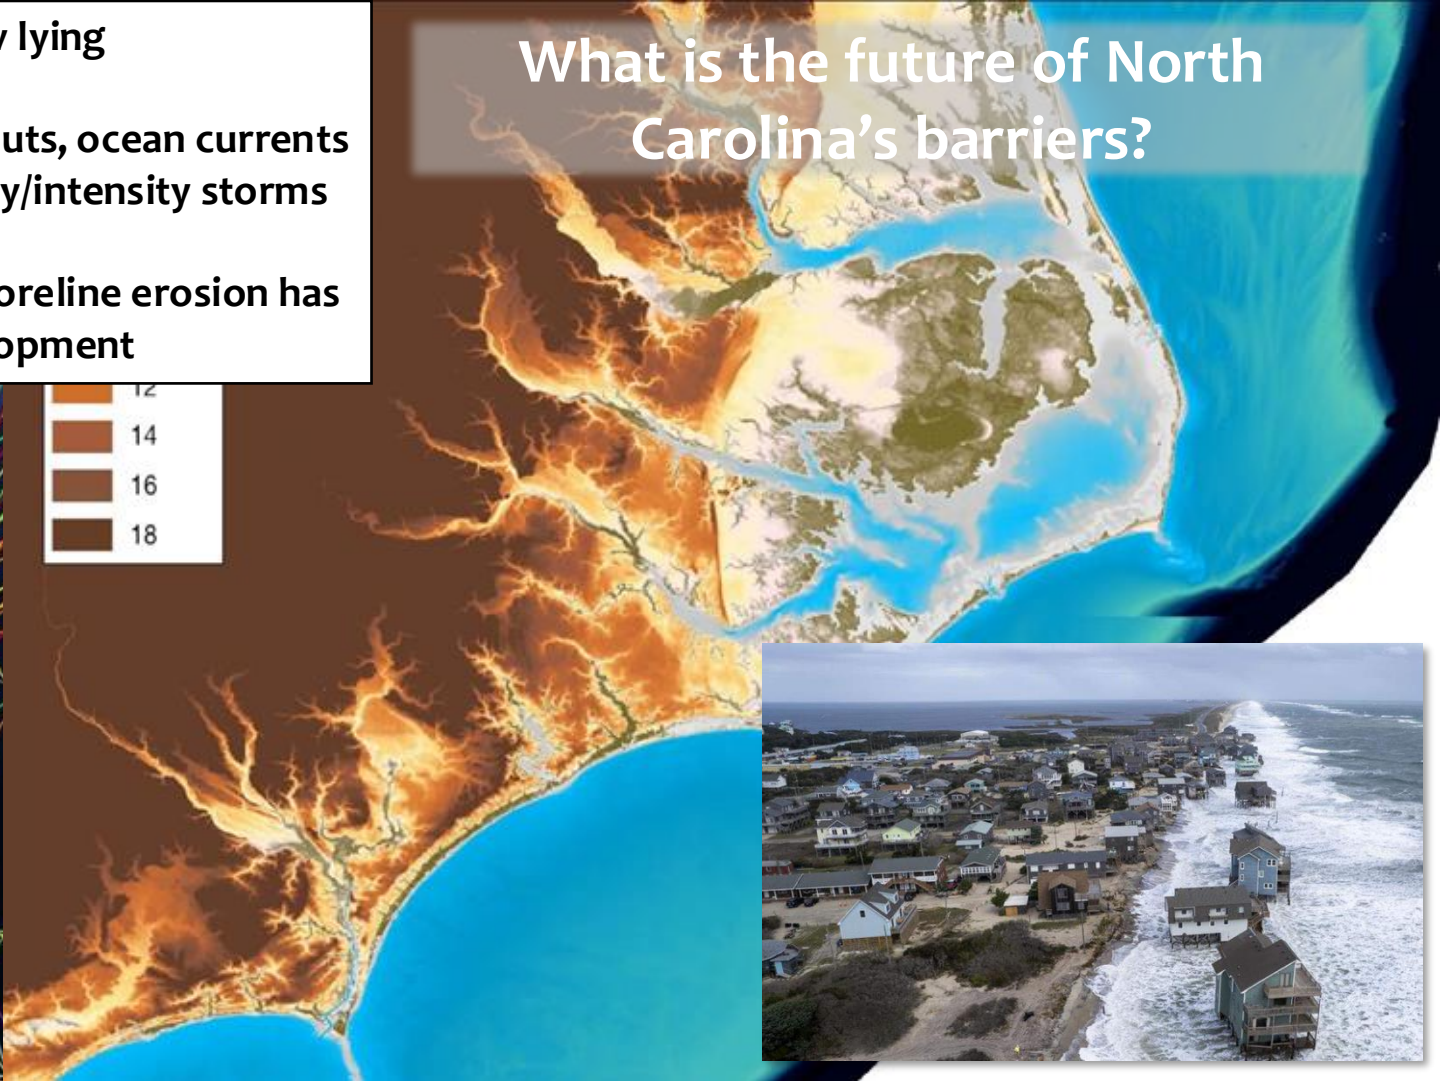 lying
uts, ocean currents
y/intensity storms
oreline erosion has
opment
What is the future of North
Carolina’s barriers?
12
14
16
18